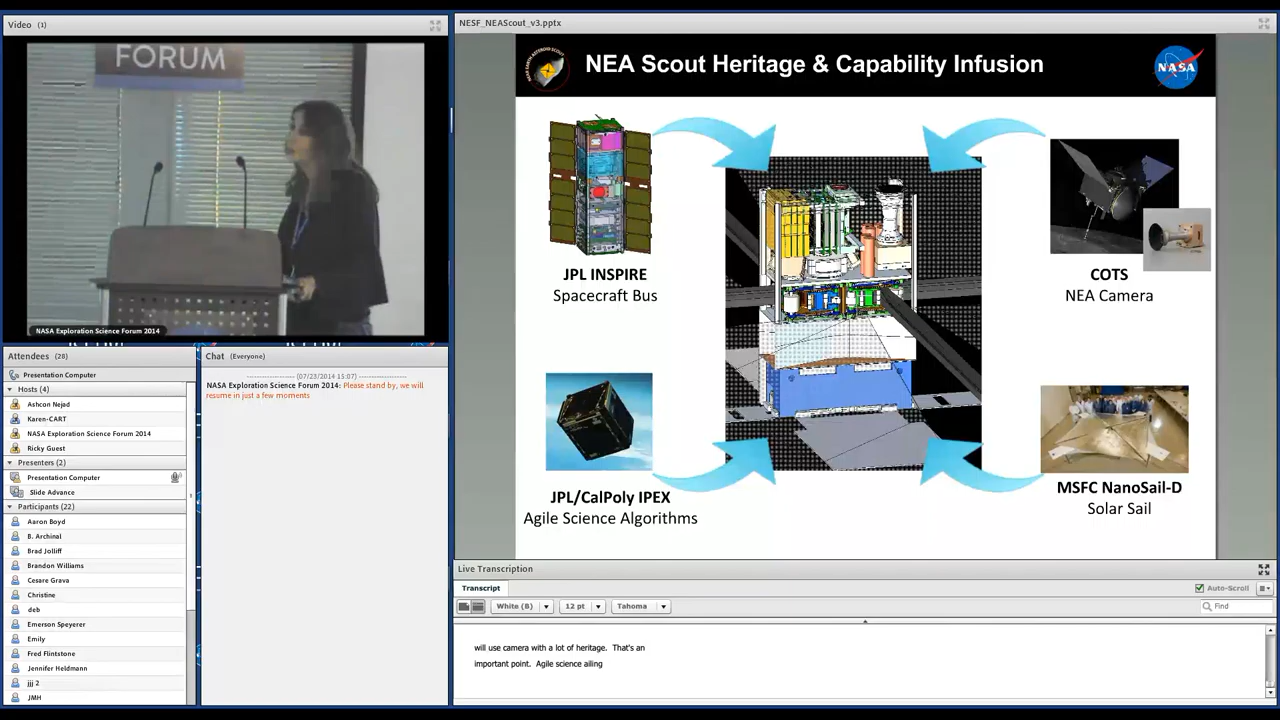 Video (1)
FORUM
NASA Exploration Science Forum 2014
Attendees (28)
Presentation Computer
Hosts (4)
Ashcon Nejad
Karen-CART
NASA Exploration Science Forum 2014
Ricky Guest
Presenters (2)
Presentation Computer
Slide Advance
Participants (22)
Aaron Boyd
B. Archinal
Brad Jolliff
Brandon Williams
Cesare Grava
Christine
deb
Emerson Speyerer
Emily
Fred Flintstone
Jennifer Heldmann
jjj 2
JMH
Chat (Everyone)
------------------ (07/23/2014 15:07) ------------------
NASA Exploration Science Forum 2014: Please stand by, we will
resume in just a few moments
NESF_NEAScout_v3.pptx
NEA Scout Heritage & Capability Infusion
NASA
JPL INSPIRE
Spacecraft Bus
COTS
NEA Camera
JPL/CalPoly IPEX
Agile Science Algorithms
MSFC NanoSail-D
Solar Sail
Live Transcription
Transcript
Auto-Scroll
White (B)
12 pt
Tahoma
Find
will use camera with a lot of heritage. That's an
important point. Agile science ailing